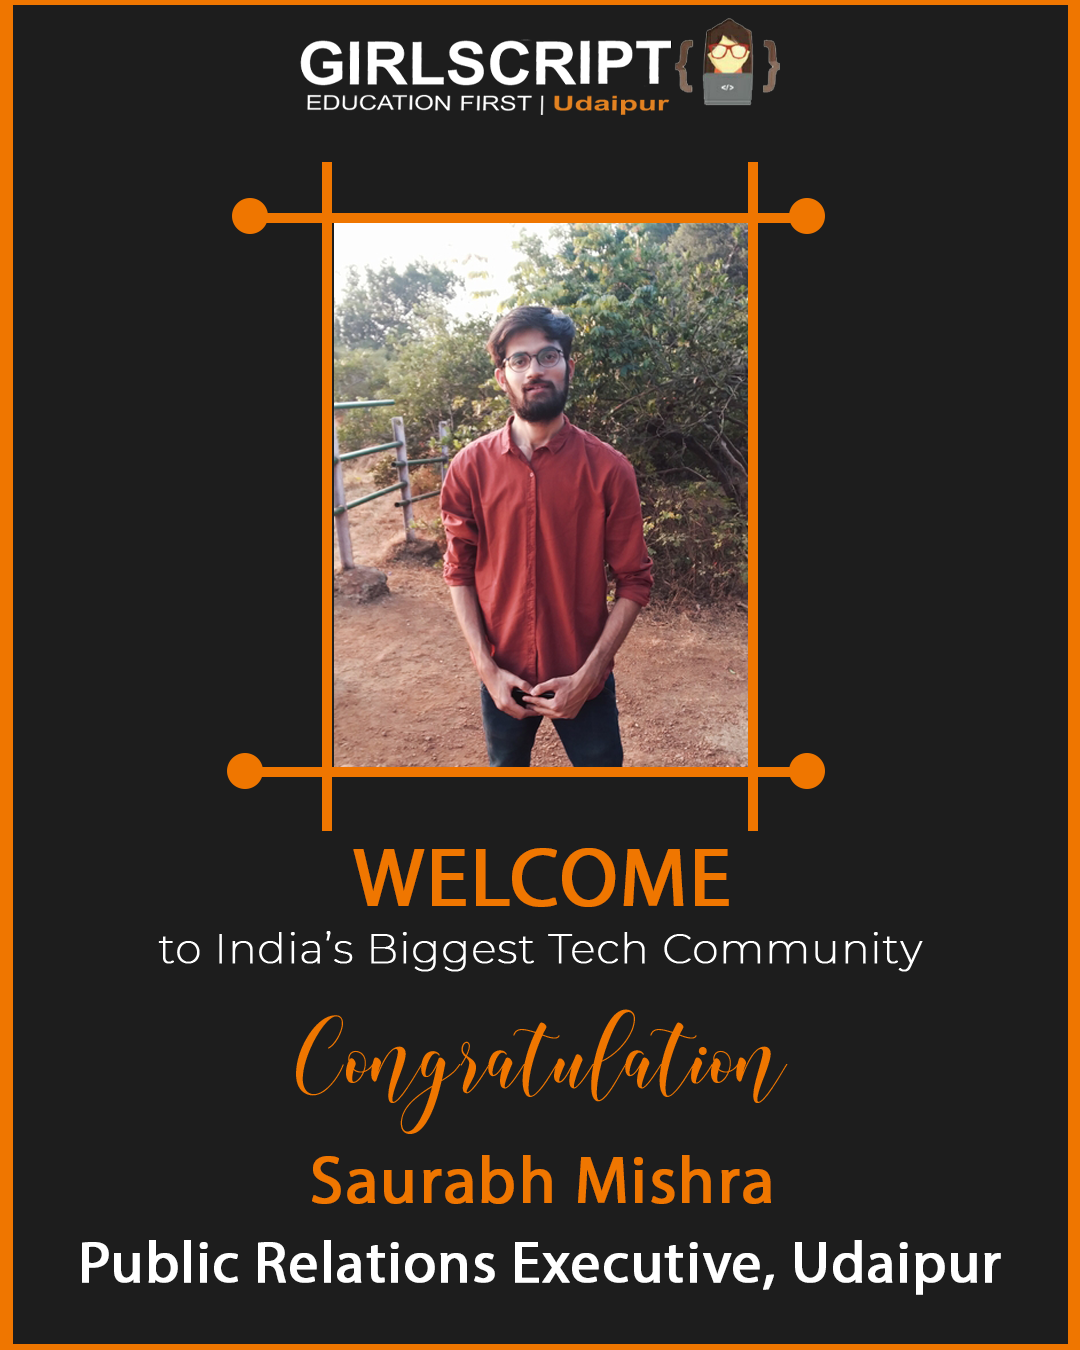 GIRLSCRIPT
EDUCATION FIRST | Udaipur
</>
WELCOME
to India’s Biggest Tech Community
Congratulation
Saurabh Mishra
Public Relations Executive, Udaipur